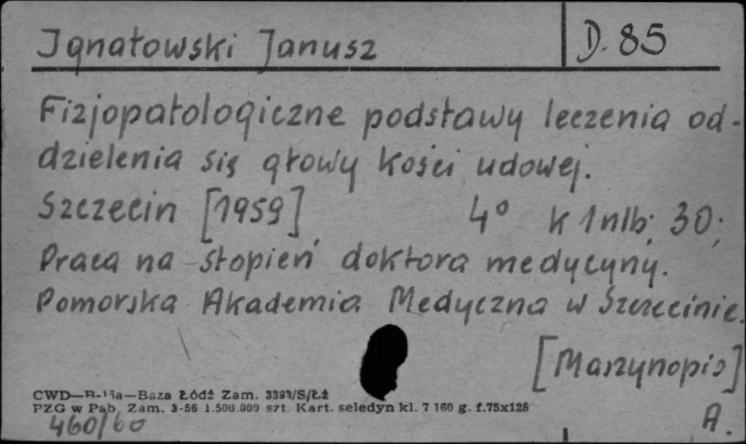 Ignatowski Janusz
D. 85
Fizjopatologiczne podstawy leczenia od-
dzielenia się głowy kości udowej.
Szczecin [1959] 4° k 1nlb; 30;
Praca na stopień doktora medycyny.
Pomorska Akademia Medyczna w Szczecinie.
[Maszynopis]
CWD—Baza Łódź Zam. 3393/S/Łź
PZG w Pab. Zam. 3-56 1.500.000 szt. Kart. seledyn kl. 7 160 g. f.75x125
460/60
A.